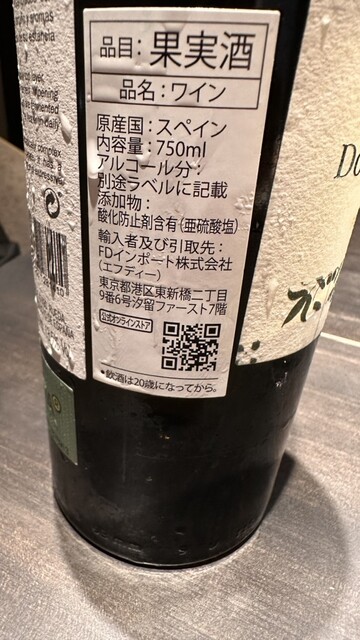 品目：果実酒
品名：ワイン
原産国：スペイン
内容量：750ml
アルコール分：
別途ラベルに記載
添加物：
酸化防止剤含有（亜硫酸塩）
輸入者及び引取先：
FDインポート株式会社
（エフディー）
東京都港区東新橋二丁目
9番6号汐留ファースト7階
公式オンラインストア
•飲酒は20歳になってから。